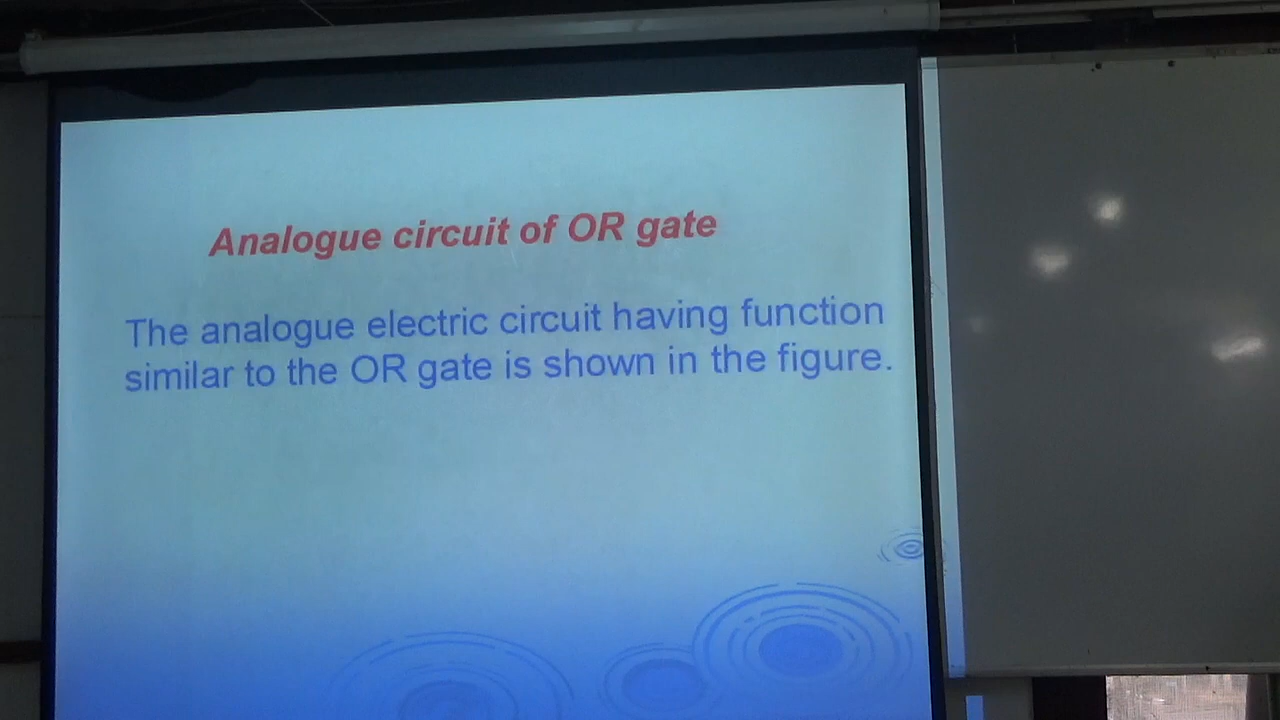 Analogue circuit of OR gate
The analogue electric circuit having function
similar to the OR gate is shown in the figure.